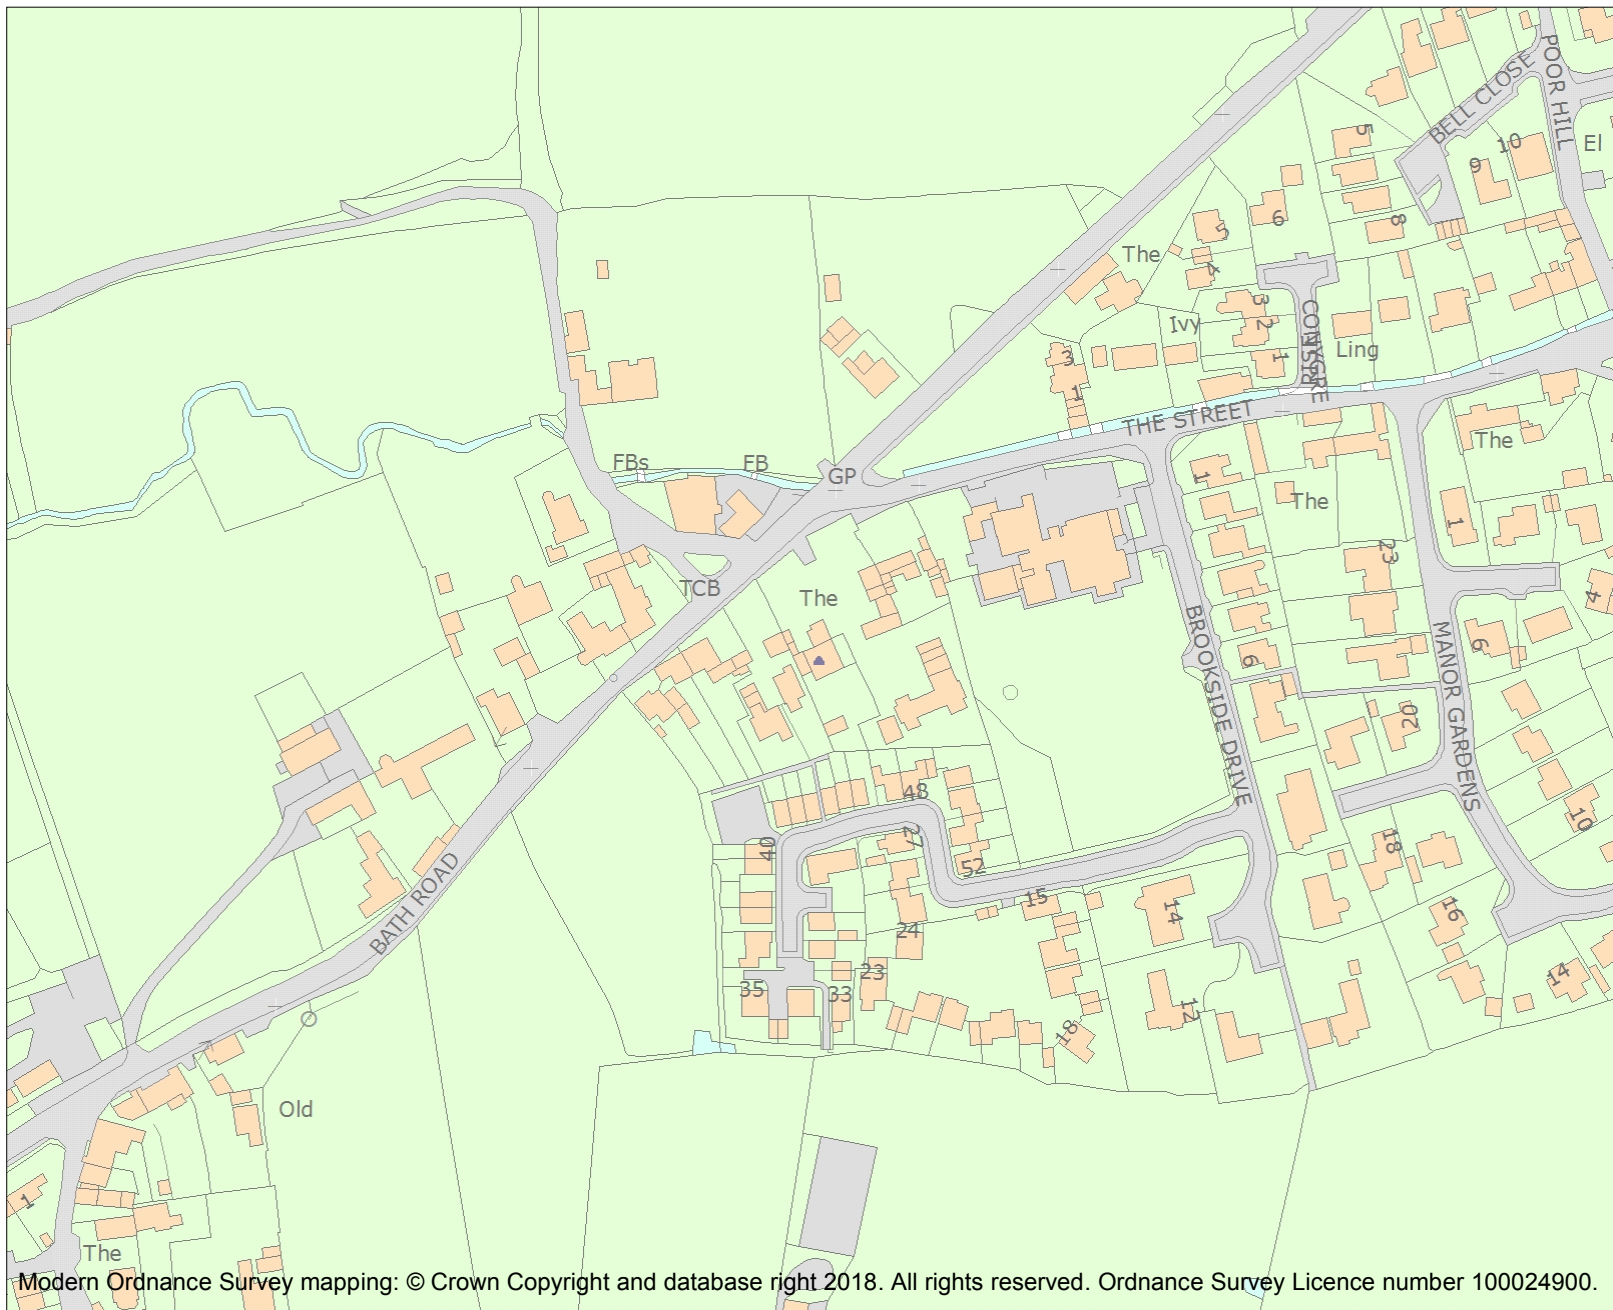 POOR HILL
BELL CLOSE
5
10
El
9
6
8
5
The
4
3
2
Ivy
CONYGRE
RISE
Ling
3
1
1
THE STREET
The
FBs
FB
GP
1
The
1
23
TCB
The
4
BROOKSIDE DRIVE
MANOR GARDENS
9
6
20
48
10
40
27
18
52
BATH ROAD
15
14
16
24
23
14
35
33
12
18
Old
1
The
Modern Ordnance Survey mapping: © Crown Copyright and database right 2018. All rights reserved. Ordnance Survey Licence number 100024900.